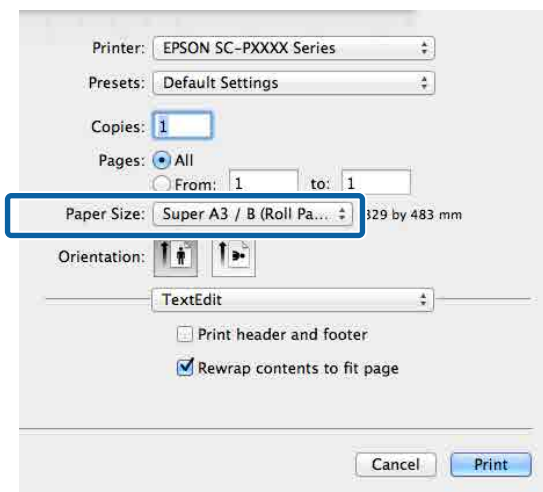 Printer: EPSON SC-PXXXX Series
Presets: Default Settings
Copies: 1
Pages: All
From: 1 to: 1
Paper Size: Super A3 / B (Roll Pa... 329 by 483 mm
Orientation:
TextEdit
Print header and footer
Rewrap contents to fit page
Cancel Print